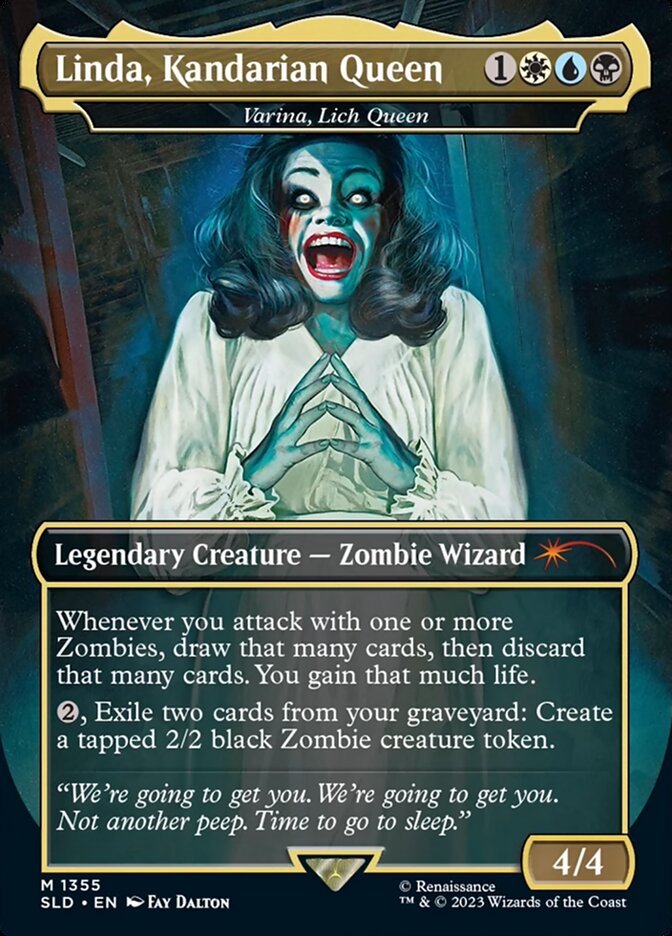 Linda, Kandarian Queen 1
Varina, Lich Queen
Legendary Creature — Zombie Wizard
Whenever you attack with one or more
Zombies, draw that many cards, then discard
that many cards. You gain that much life.
2, Exile two cards from your graveyard: Create
a tapped 2/2 black Zombie creature token.
“We’re going to get you. We’re going to get you.
Not another peep. Time to go to sleep.”
4/4
M 1355
SLD • EN Fay Dalton
© Renaissance
™ & © 2023 Wizards of the Coast